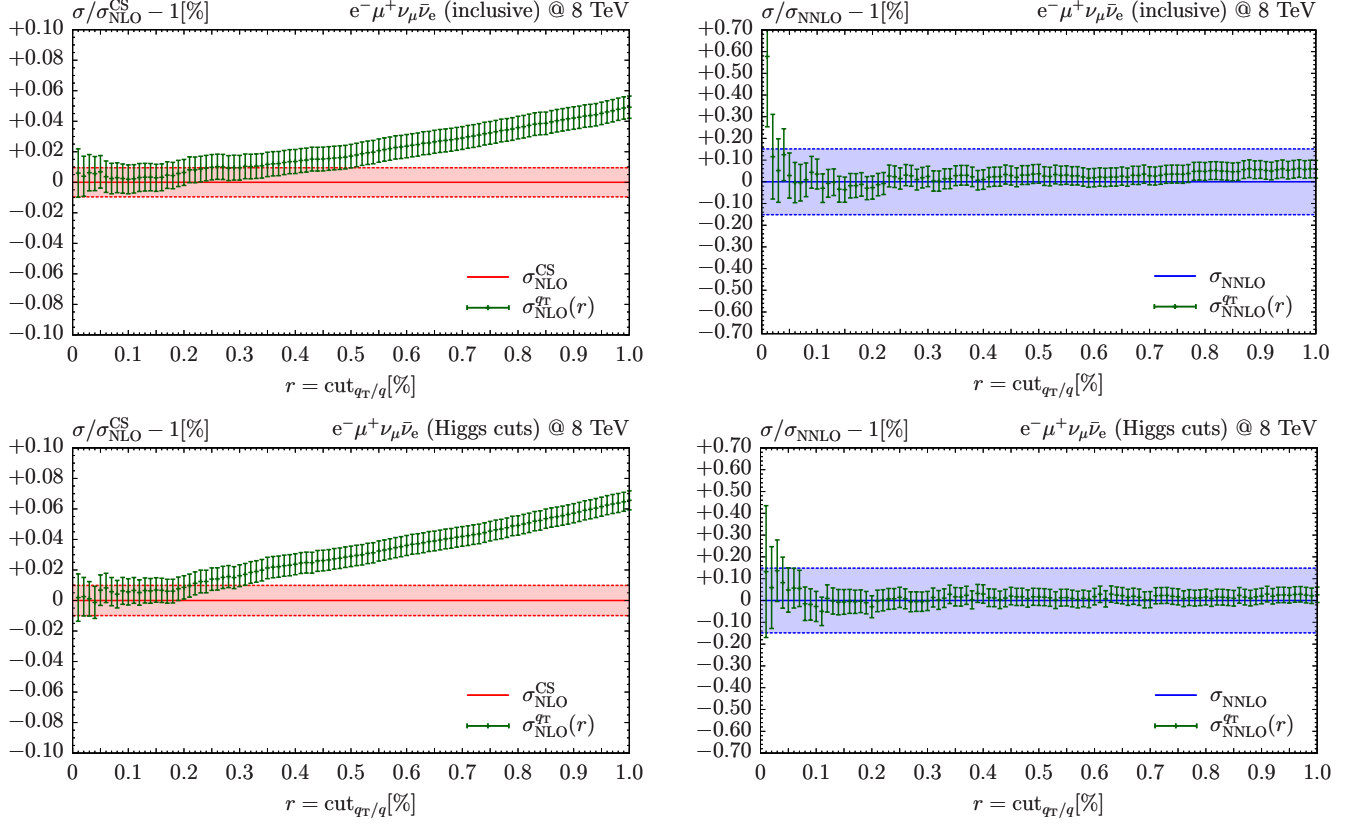 σ/σ^CS_NLO − 1[%] e⁻μ⁺ν_μν̄_e (inclusive) @ 8 TeV
+0.10
+0.08
+0.06
+0.04
+0.02
0
−0.02
−0.04
−0.06
−0.08
−0.10
σ^CS_NLO
σ^qT_NLO(r)
0 0.1 0.2 0.3 0.4 0.5 0.6 0.7 0.8 0.9 1.0
r = cut_qT/q[%]
σ/σ_NNLO − 1[%] e⁻μ⁺ν_μν̄_e (inclusive) @ 8 TeV
+0.70
+0.50
+0.40
+0.30
+0.20
+0.10
0
−0.10
−0.20
−0.30
−0.40
−0.50
−0.70
σ_NNLO
σ^qT_NNLO(r)
0 0.1 0.2 0.3 0.4 0.5 0.6 0.7 0.8 0.9 1.0
r = cut_qT/q[%]
σ/σ^CS_NLO − 1[%] e⁻μ⁺ν_μν̄_e (Higgs cuts) @ 8 TeV
+0.10
+0.08
+0.06
+0.04
+0.02
0
−0.02
−0.04
−0.06
−0.08
−0.10
σ^CS_NLO
σ^qT_NLO(r)
0 0.1 0.2 0.3 0.4 0.5 0.6 0.7 0.8 0.9 1.0
r = cut_qT/q[%]
σ/σ_NNLO − 1[%] e⁻μ⁺ν_μν̄_e (Higgs cuts) @ 8 TeV
+0.70
+0.50
+0.40
+0.30
+0.20
+0.10
0
−0.10
−0.20
−0.30
−0.40
−0.50
−0.70
σ_NNLO
σ^qT_NNLO(r)
0 0.1 0.2 0.3 0.4 0.5 0.6 0.7 0.8 0.9 1.0
r = cut_qT/q[%]